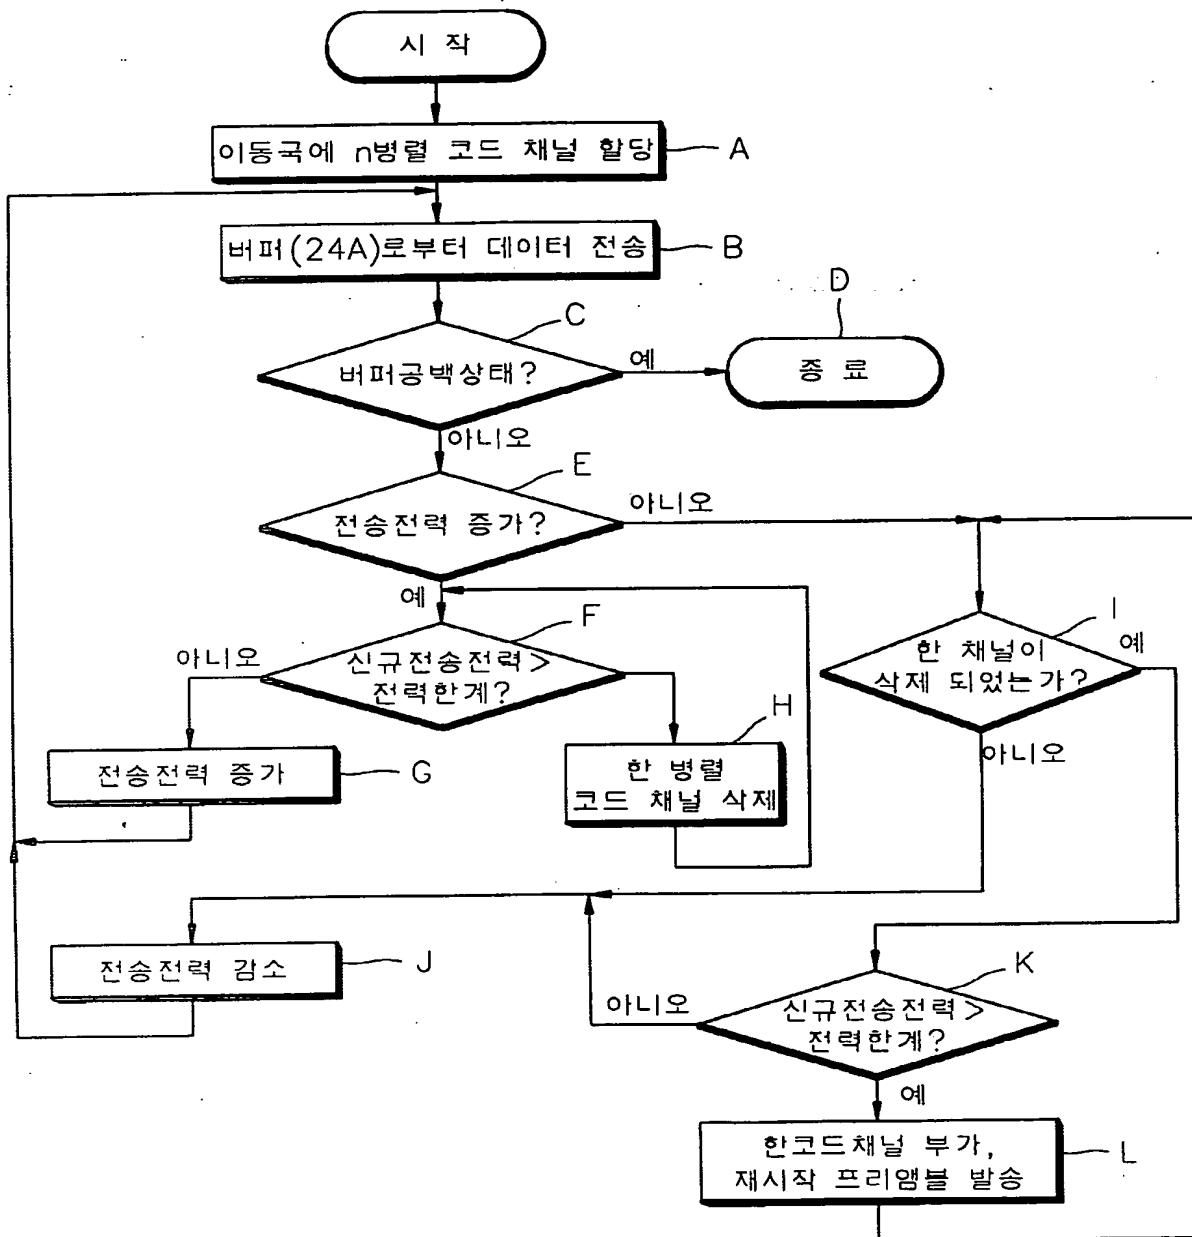 시 작
이동국에 n병렬 코드 채널 할당
A
버퍼(24A)로부터 데이터 전송
B
C
버퍼공백상태?
예
D
종 료
아니오
E
전송전력 증가?
아니오
예
F
신규전송전력>
전력한계?
아니오
I
한 채널이
삭제 되었는가?
예
아니오
전송전력 증가
G
H
한 병렬
코드 채널 삭제
전송전력 감소
J
K
신규전송전력>
전력한계?
아니오
예
한코드채널 부가,
재시작 프리앰블 발송
L